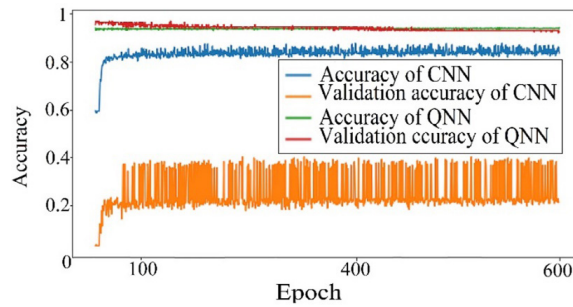 1
0.8
0.6
0.4
0.2
0
Accuracy
Accuracy of CNN
Validation accuracy of CNN
Accuracy of QNN
Validation ccuracy of QNN
100 400 600
Epoch